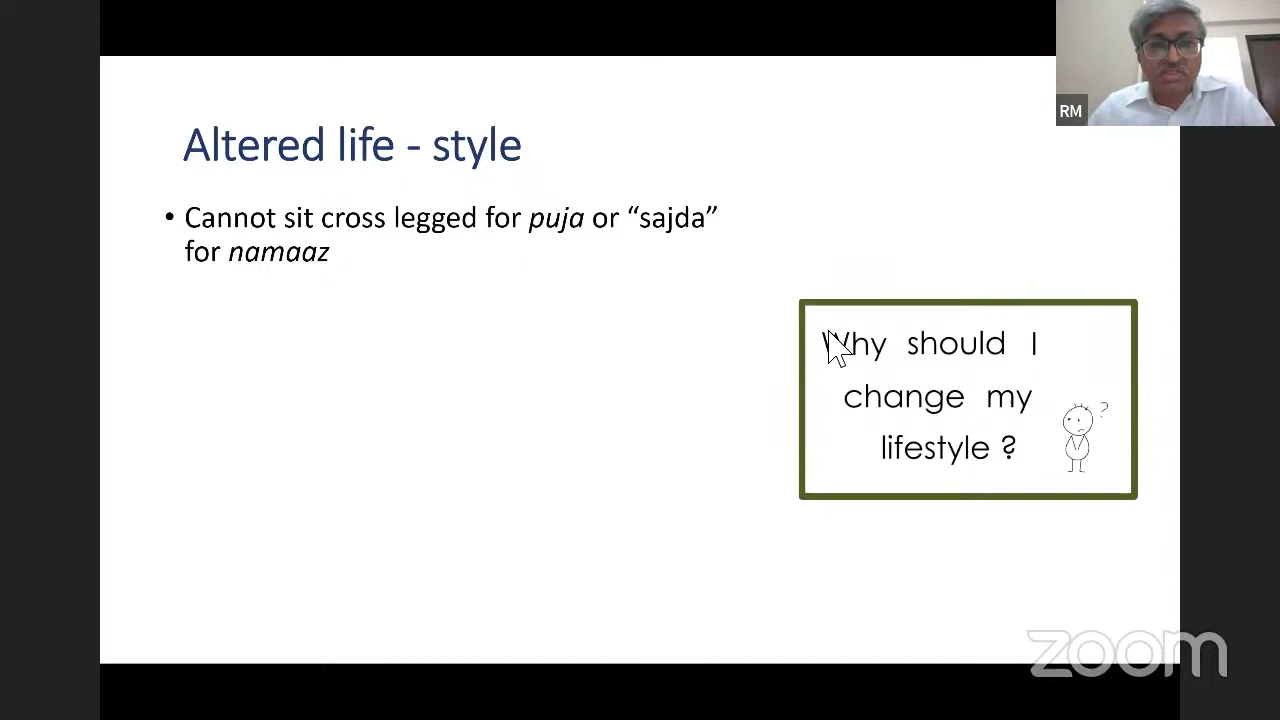 RM
Altered life - style
• Cannot sit cross legged for puja or “sajda”
for namaaz
Why should I
change my
lifestyle ?
?
zoom